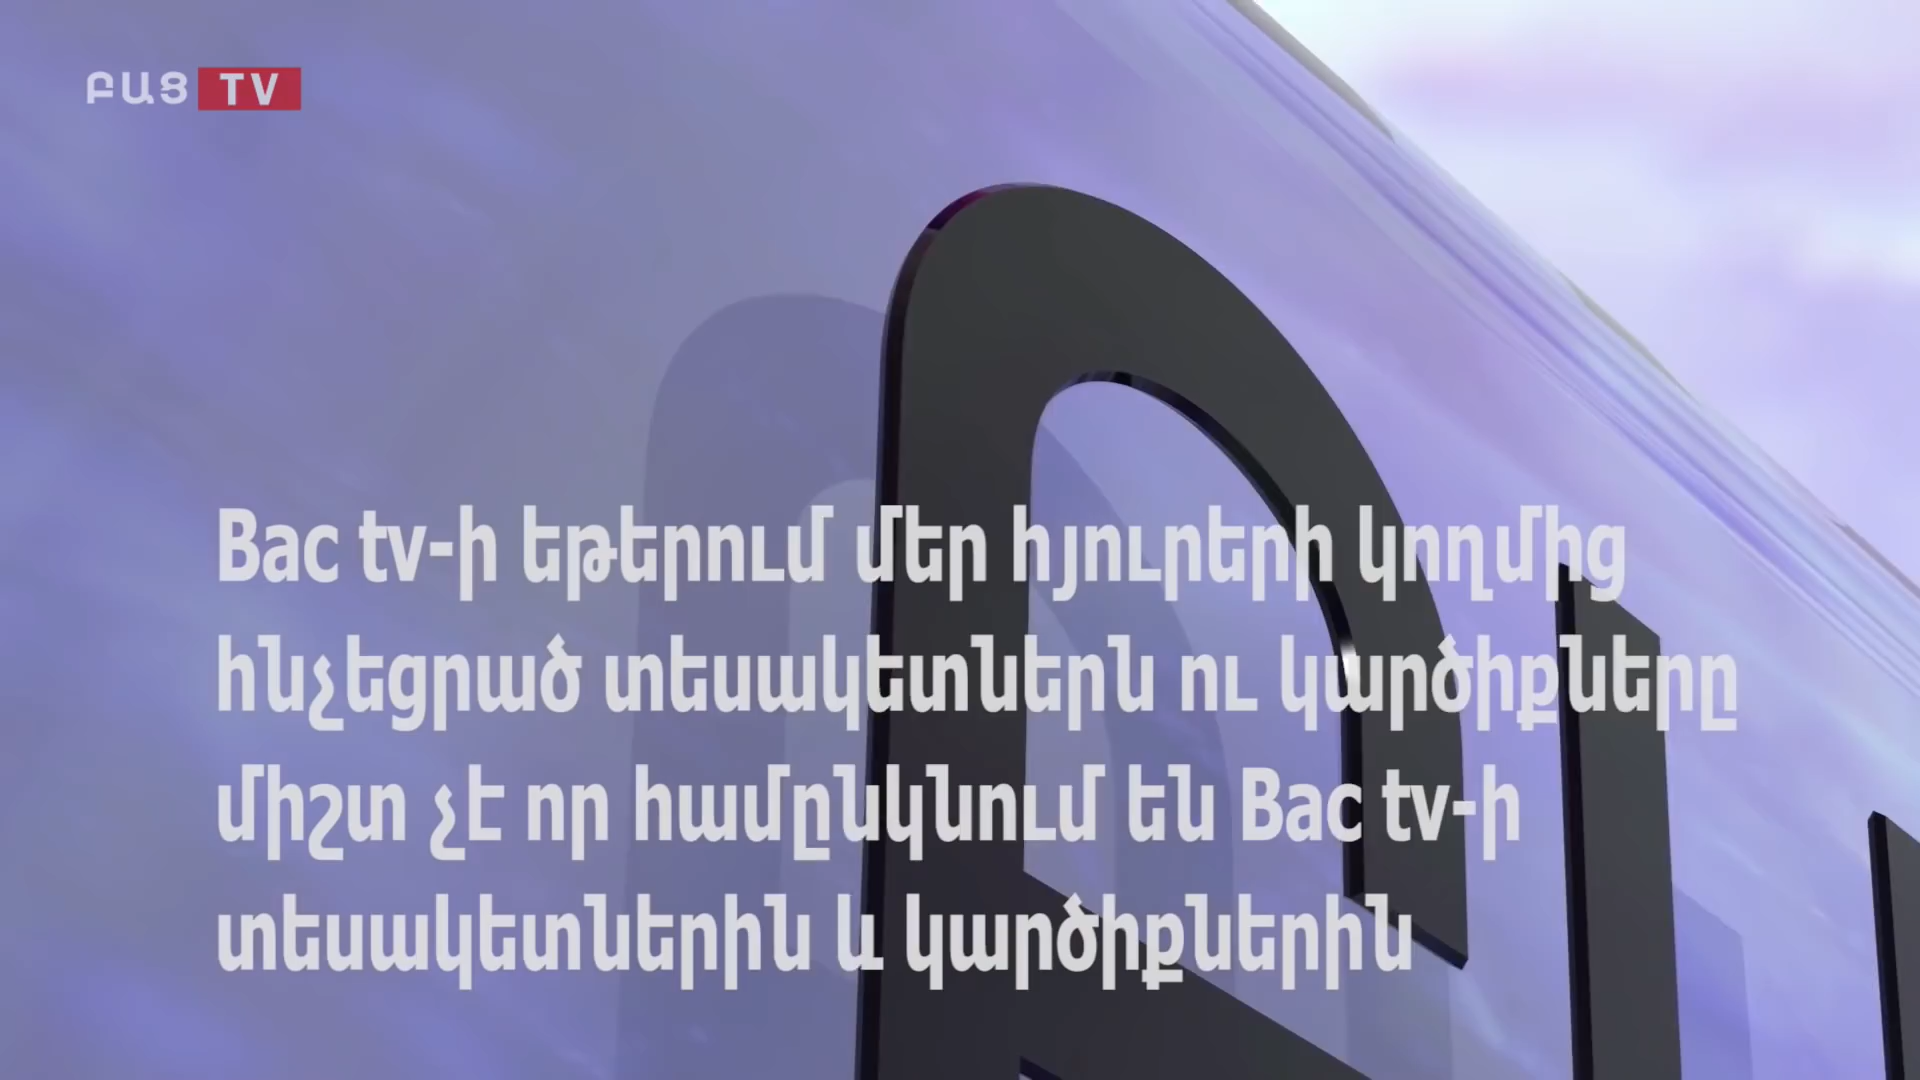 ԲԱՑ TV
Bac tv-ի եթերում մեր հյուրերի կողմից
հնչեցրած տեսակետներն ու կարծիքները
միշտ չէ որ համընկնում են Bac tv-ի
տեսակետներին և կարծիքներին